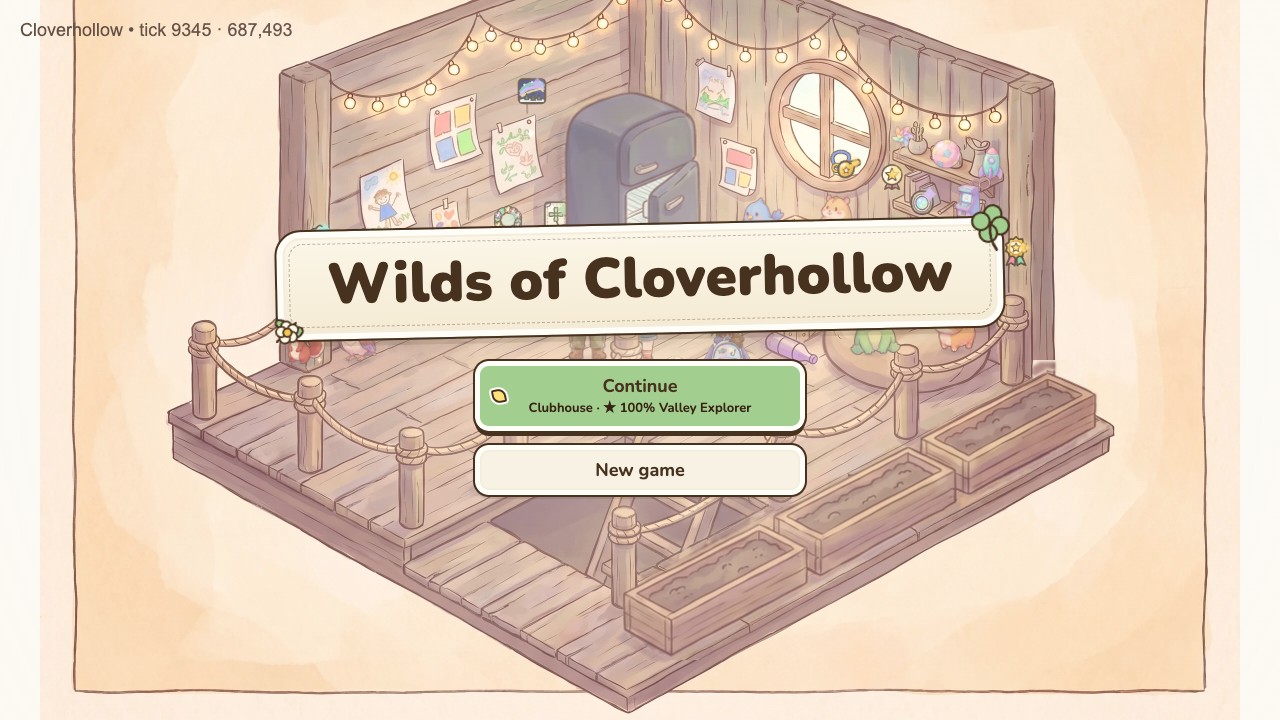 Cloverhollow • tick 9345 · 687,493
Wilds of Cloverhollow
Continue
Clubhouse · ★ 100% Valley Explorer
New game